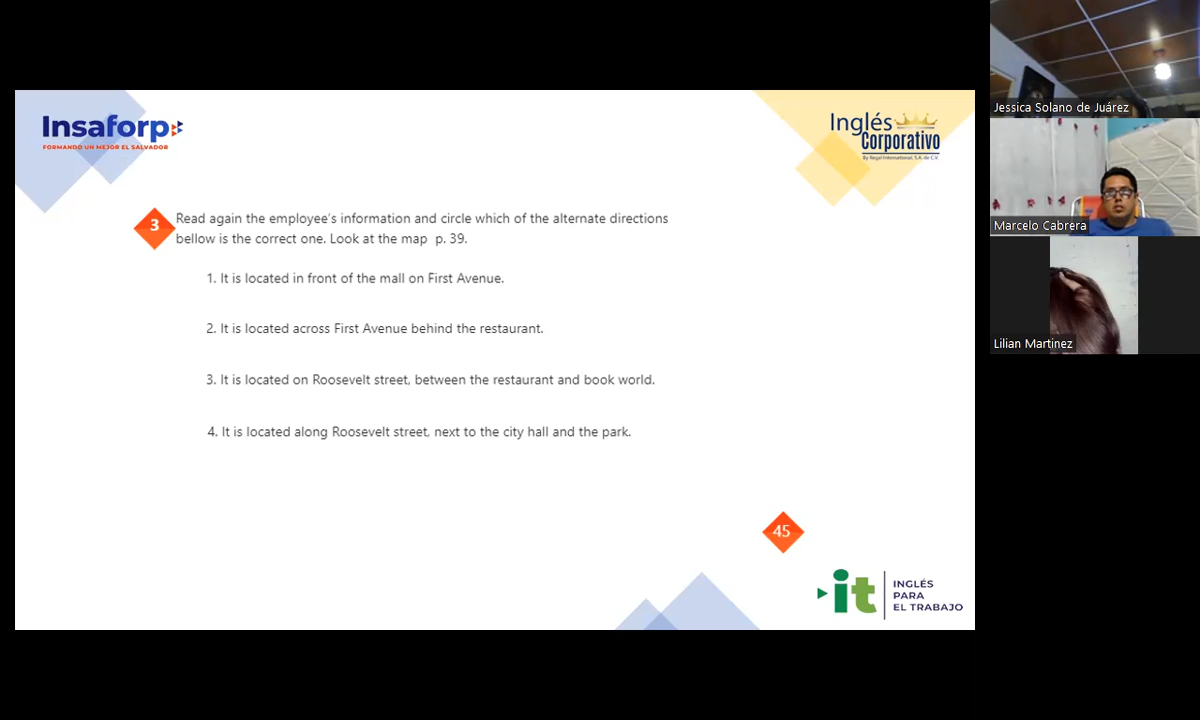 Insaforp
FORMANDO UN MEJOR EL SALVADOR
Inglés
Corporativo
By Regal International, S.A. de C.V.
3
Read again the employee's information and circle which of the alternate directions
bellow is the correct one. Look at the map p. 39.
1. It is located in front of the mall on First Avenue.
2. It is located across First Avenue behind the restaurant.
3. It is located on Roosevelt street, between the restaurant and book world.
4. It is located along Roosevelt street, next to the city hall and the park.
45
it
INGLÉS
PARA
EL TRABAJO
Jessica Solano de Juárez
Marcelo Cabrera
Lilian Martinez